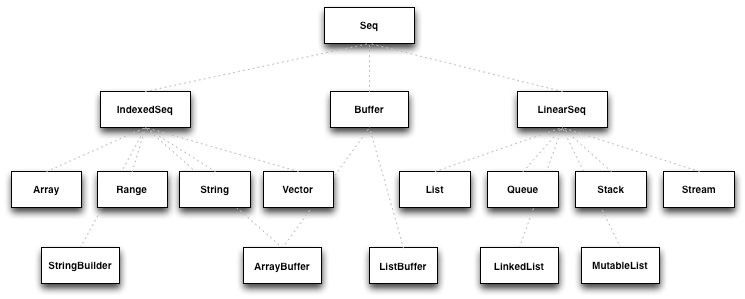 Seq
IndexedSeq
Buffer
LinearSeq
Array
Range
String
Vector
List
Queue
Stack
Stream
StringBuilder
ArrayBuffer
ListBuffer
LinkedList
MutableList